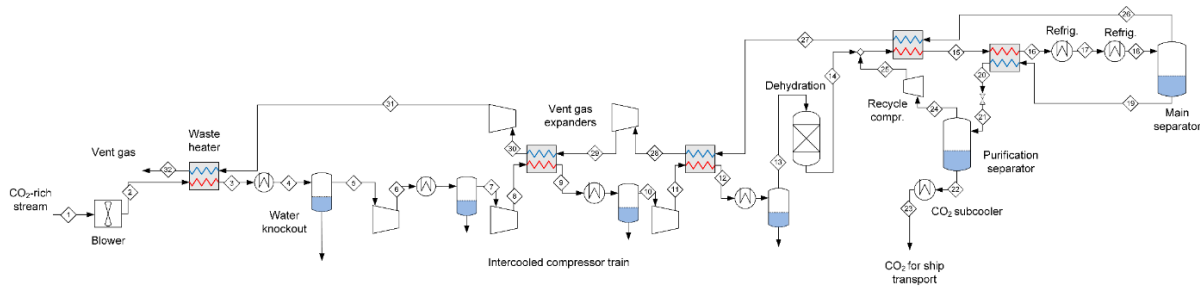 26
Refrig.
Refrig.
27
15
16
17
18
14
25
20
Dehydration
24
19
31
Vent gas
expanders
Recycle
compr.
21
Main
separator
Waste
heater
30
29
28
13
Vent gas
32
Purification
separator
CO₂-rich
stream
2
3
4
5
6
7
8
9
10
11
12
22
1
Water
knockout
23
CO₂ subcooler
Blower
Intercooled compressor train
CO₂ for ship
transport